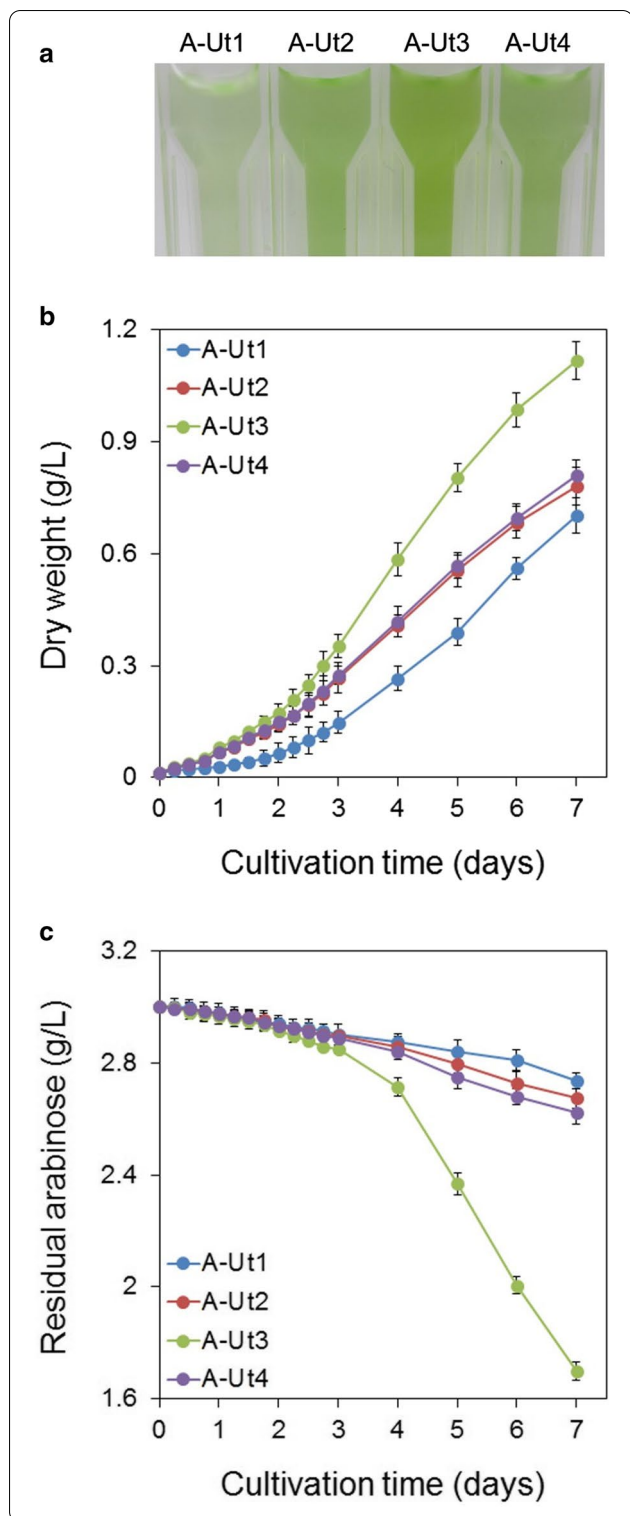 a
A-Ut1 A-Ut2 A-Ut3 A-Ut4
b
Dry weight (g/L)
1.2
0.9
0.6
0.3
0
A-Ut1
A-Ut2
A-Ut3
A-Ut4
0 1 2 3 4 5 6 7
Cultivation time (days)
c
Residual arabinose (g/L)
3.2
2.8
2.4
2
1.6
A-Ut1
A-Ut2
A-Ut3
A-Ut4
0 1 2 3 4 5 6 7
Cultivation time (days)